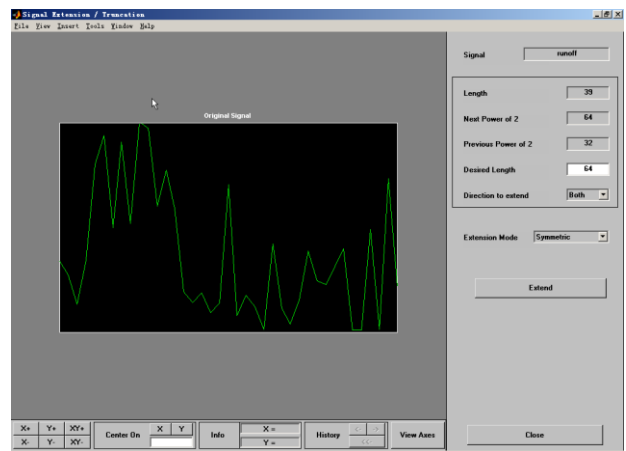 Signal Extension / Truncation
File View Insert Tools Window Help
Signal runoff
Original Signal
Length 39
Next Power of 2 64
Previous Power of 2 32
Desired Length 64
Direction to extend Both
Extension Mode Symmetric
Extend
X+ Y+ XY+
X- Y- XY-
Center On X Y
Info X =
Y =
History < >
<<-
View Axes
Close